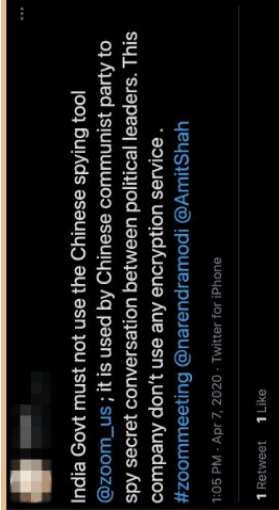 India Govt must not use the Chinese spying tool
@zoom_us ; it is used by Chinese communist party to
spy secret conversation between political leaders. This
company don't use any encryption service .
#zoommeeting @narendramodi @AmitShah
1:05 PM · Apr 7, 2020 · Twitter for iPhone
1 Retweet 1 Like